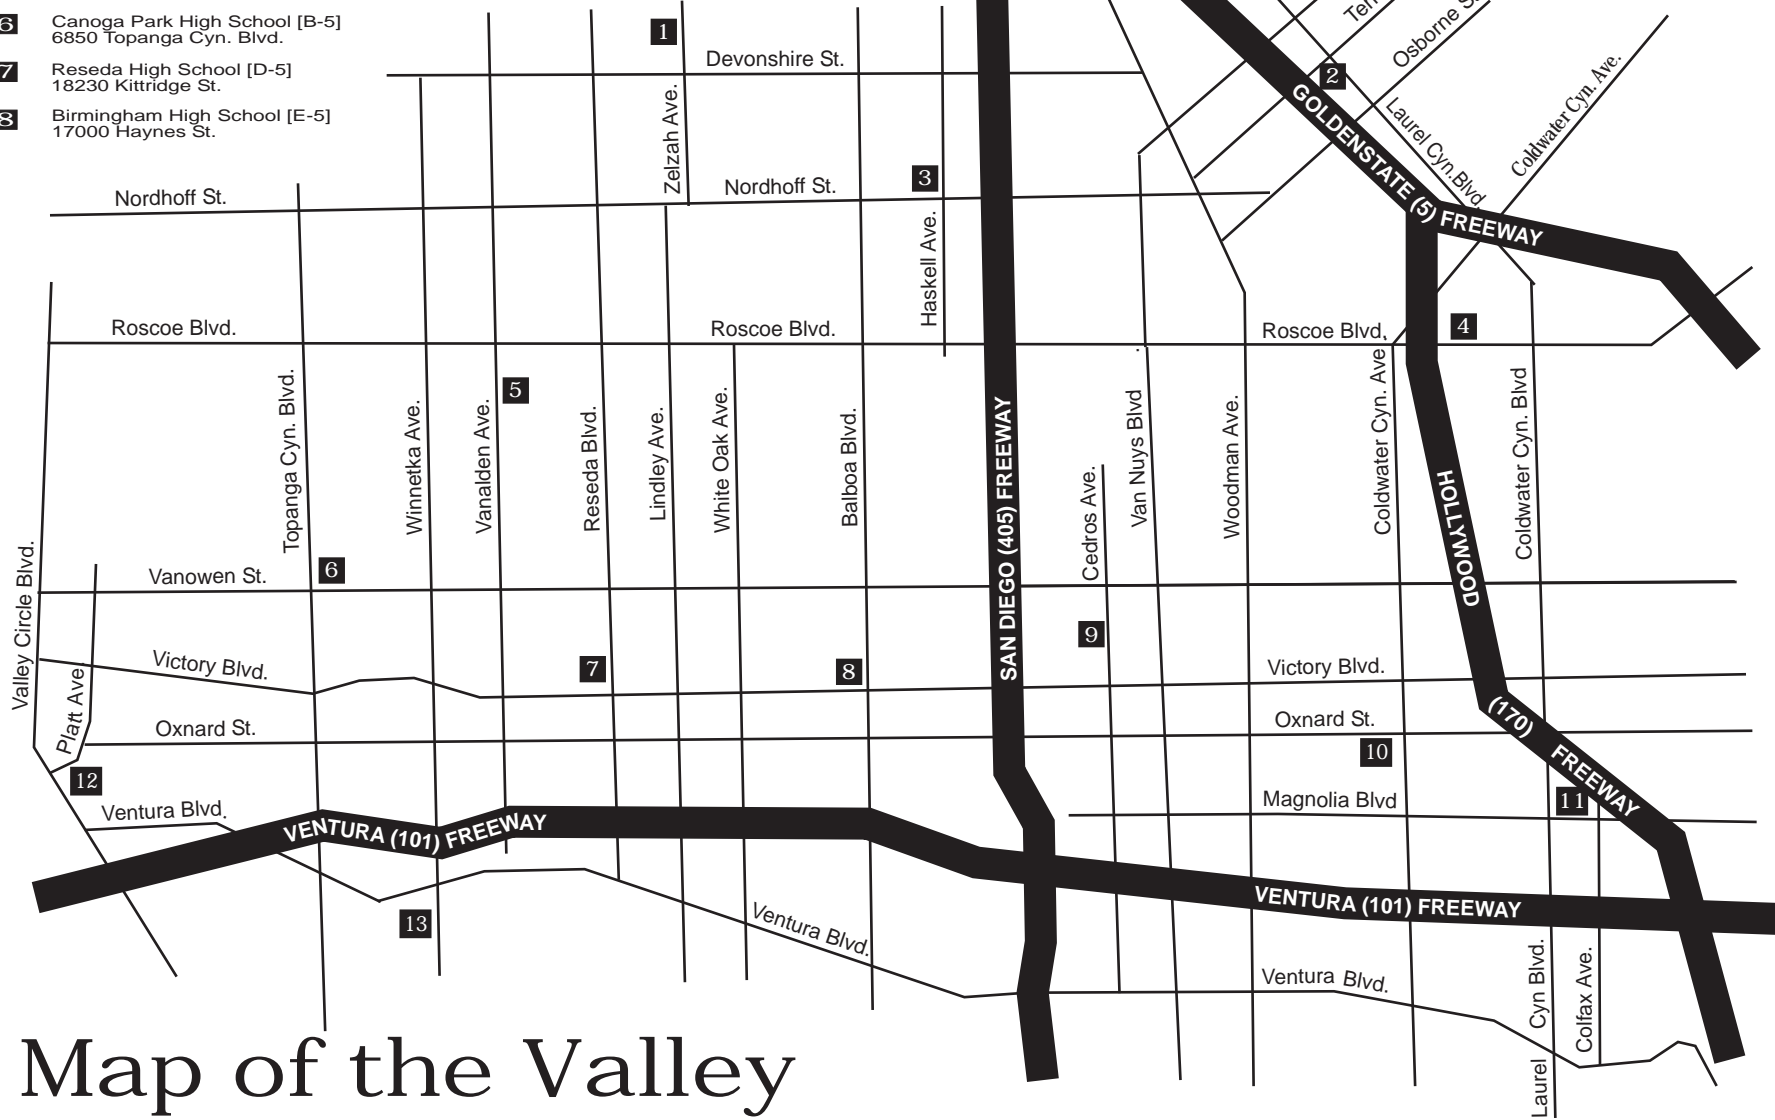 6 Canoga Park High School [B-5]
6850 Topanga Cyn. Blvd.
7 Reseda High School [D-5]
18230 Kittridge St.
8 Birmingham High School [E-5]
17000 Haynes St.
1
Devonshire St.
Zelzah Ave.
2
Osborne
GOLDENSTATE (5) FREEWAY
Laurel Cyn.Blvd.
Coldwater Cyn. Ave.
3
Nordhoff St.
Nordhoff St.
Haskell Ave.
Roscoe Blvd.
Roscoe Blvd.
Roscoe Blvd.
4
5
Topanga Cyn. Blvd.
Winnetka Ave.
Vanalden Ave.
Reseda Blvd.
Lindley Ave.
White Oak Ave.
Balboa Blvd.
SAN DIEGO (405) FREEWAY
Cedros Ave.
Van Nuys Blvd.
Woodman Ave.
Coldwater Cyn. Ave.
HOLLYWOOD
Coldwater Cyn. Blvd
Valley Circle Blvd.
Vanowen St.
6
9
Platt Ave.
Victory Blvd.
7
8
Victory Blvd.
Oxnard St.
Oxnard St.
(170) FREEWAY
10
12
Ventura Blvd.
VENTURA (101) FREEWAY
Magnolia Blvd
11
VENTURA (101) FREEWAY
13
Ventura Blvd.
Ventura Blvd.
Laurel Cyn Blvd.
Colfax Ave.
Map of the Valley